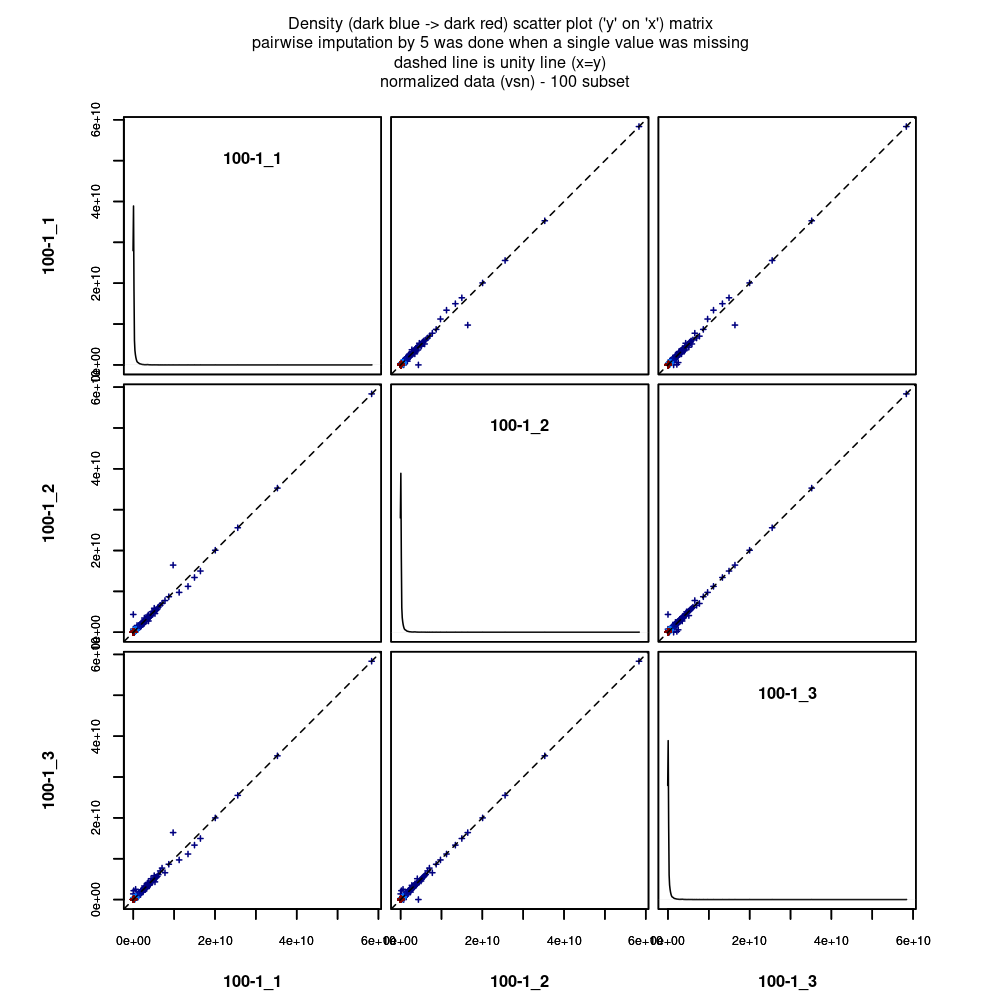 Density (dark blue -> dark red) scatter plot ('y' on 'x') matrix
pairwise imputation by 5 was done when a single value was missing
dashed line is unity line (x=y)
normalized data (vsn) - 100 subset
100-1_1
0e+00 2e+10 4e+10 6e+10
100-1_1
100-1_2
0e+00 2e+10 4e+10 6e+10
100-1_2
100-1_3
0e+00 2e+10 4e+10 6e+10
100-1_3
0e+00 2e+10 4e+10 6e+10 0e+00 2e+10 4e+10 6e+10 0e+00 2e+10 4e+10 6e+10
100-1_1 100-1_2 100-1_3